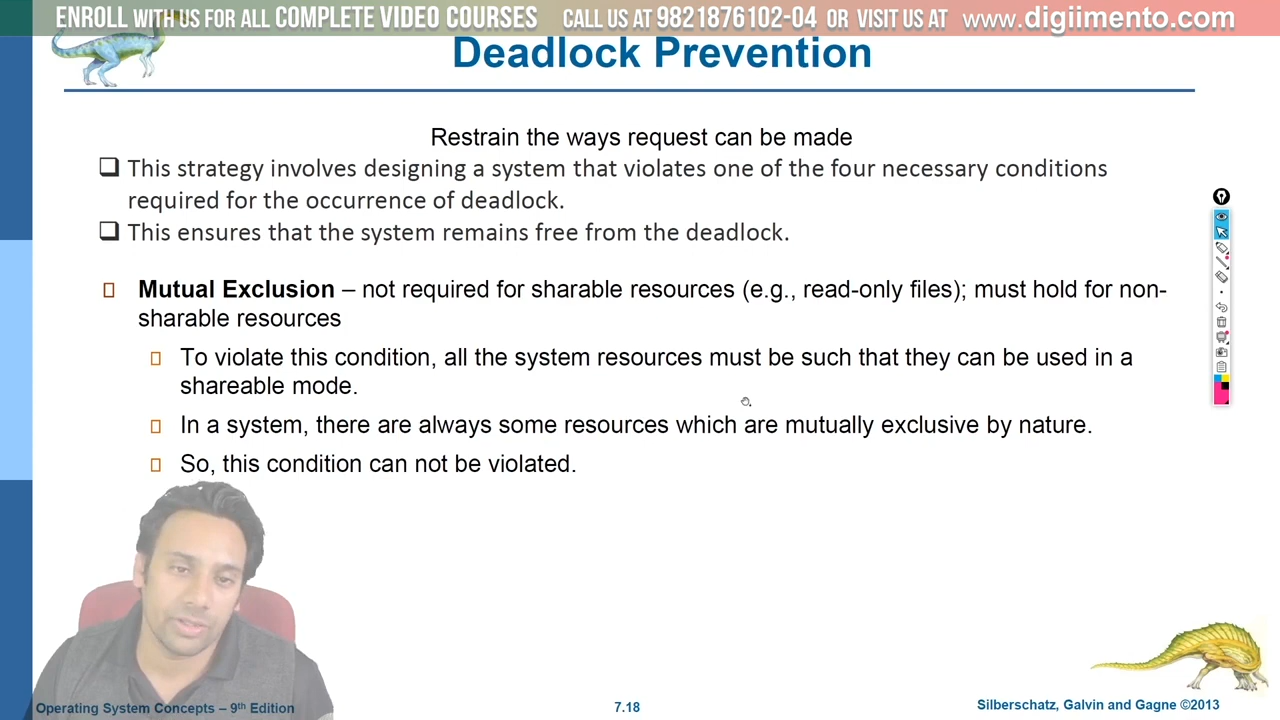 ENROLL WITH US FOR ALL COMPLETE VIDEO COURSES CALL US AT 9821876102-04 OR VISIT US AT www.digiimento.com
Deadlock Prevention
Restrain the ways request can be made
❑ This strategy involves designing a system that violates one of the four necessary conditions
required for the occurrence of deadlock.
❑ This ensures that the system remains free from the deadlock.
Mutual Exclusion – not required for sharable resources (e.g., read-only files); must hold for non-
sharable resources
To violate this condition, all the system resources must be such that they can be used in a
shareable mode.
In a system, there are always some resources which are mutually exclusive by nature.
So, this condition can not be violated.
Operating System Concepts – 9th Edition
7.18
Silberschatz, Galvin and Gagne ©2013